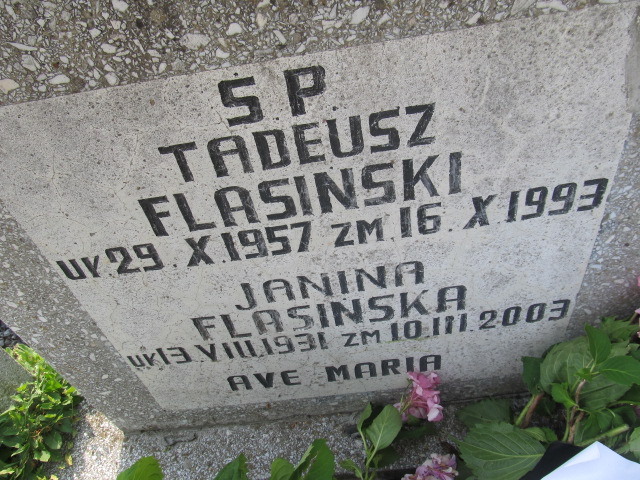 S P
TADEUSZ
FLASINSKI
UR 29. X 1957 ZM 16. X 1993
JANINA
FLASINSKA
UR 13. VIII. 1931 ZM 10. III. 2003
AVE MARIA